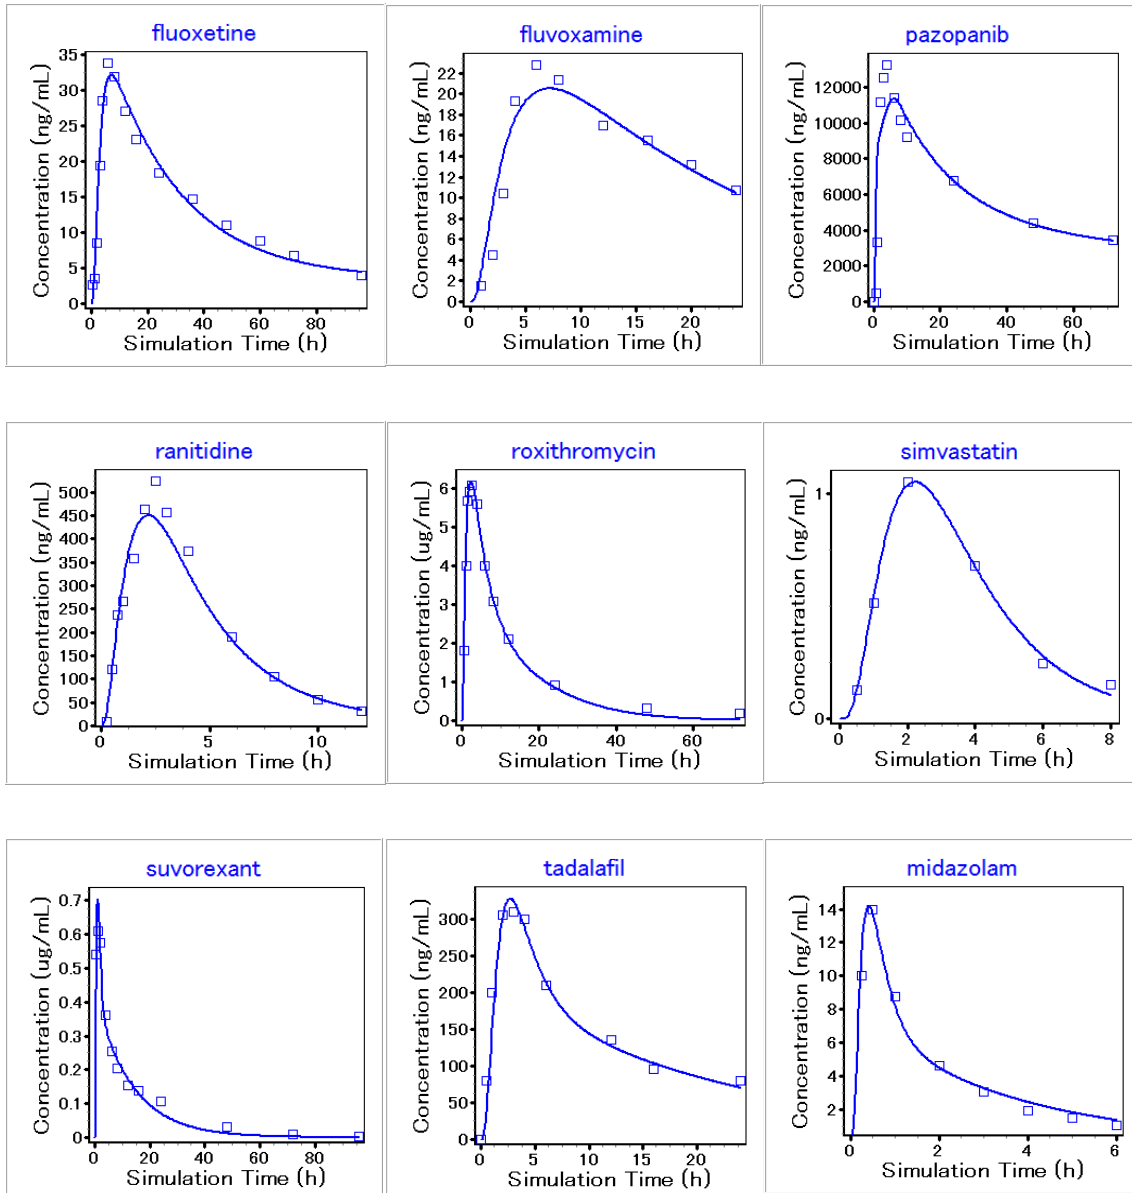 fluoxetine
Concentration (ng/mL)
35
30
25
20
15
10
5
0
0 20 40 60 80
Simulation Time (h)
fluvoxamine
Concentration (ng/mL)
22
20
18
16
14
12
10
8
6
4
2
0
0 5 10 15 20
Simulation Time (h)
pazopanib
Concentration (ng/mL)
12000
10000
8000
6000
4000
2000
0
0 20 40 60
Simulation Time (h)
ranitidine
Concentration (ng/mL)
500
450
400
350
300
250
200
150
100
50
0
0 5 10
Simulation Time (h)
roxithromycin
Concentration (ug/mL)
6
5
4
3
2
1
0
0 20 40 60
Simulation Time (h)
simvastatin
Concentration (ng/mL)
1
0
0 2 4 6 8
Simulation Time (h)
suvorexant
Concentration (ug/mL)
0.7
0.6
0.5
0.4
0.3
0.2
0.1
0
0 20 40 60 80
Simulation Time (h)
tadalafil
Concentration (ng/mL)
300
250
200
150
100
50
0
0 5 10 15 20
Simulation Time (h)
midazolam
Concentration (ng/mL)
14
12
10
8
6
4
2
0 2 4 6
Simulation Time (h)